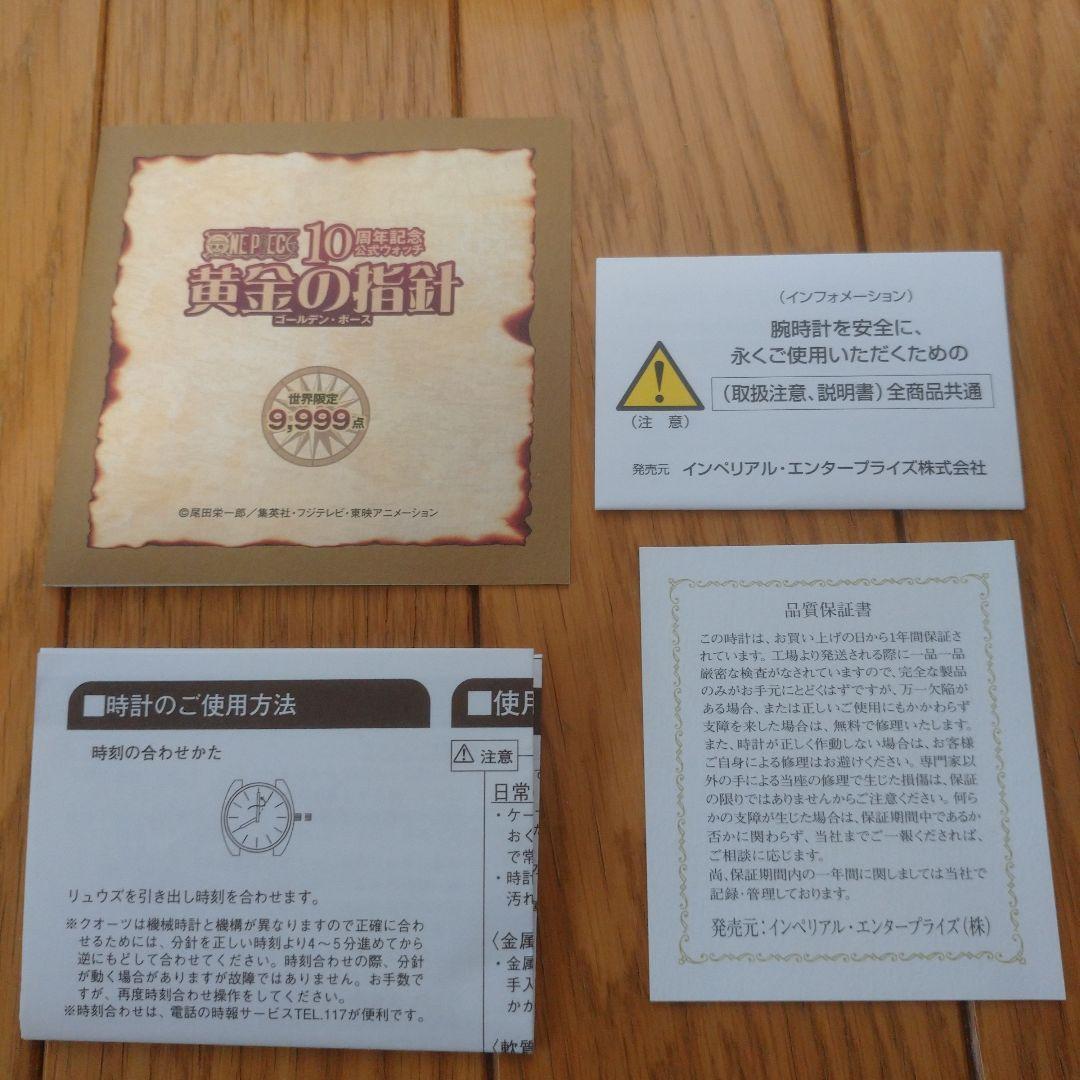 ONE PIECE 10周年記念
公式ウォッチ
黄金の指針
ゴールデン・ポース
世界限定
9,999点
©尾田栄一郎／集英社・フジテレビ・東映アニメーション
（インフォメーション）
腕時計を安全に、
永くご使用いただくための
（取扱注意、説明書）全商品共通
（注 意）
発売元 インペリアル・エンタープライズ株式会社
■時計のご使用方法
時刻の合わせかた
リュウズを引き出し時刻を合わせます。
※クオーツは機械時計と機構が異なりますので正確に合わ
せるためには、分針を正しい時刻より4〜5分進めてから
逆にもどして合わせてください。時刻合わせの際、分針
が動く場合がありますが故障ではありません。お手数で
すが、再度時刻合わせ操作をしてください。
※時刻合わせは、電話の時報サービスTEL.117が便利です。
■使用
注意
日常
・ケー
おく
で常
・時計
汚れ
〈金属
・金属
手入
かか
〈軟質
品質保証書
この時計は、お買い上げの日から1年間保証さ
れています。工場より発送される際に一品一品
厳密な検査がなされていますので、完全な製品
のみがお手元にとどくはずですが、万一欠陥が
ある場合、または正しいご使用にもかかわらず
支障を来した場合は、無料で修理いたします。
また、時計が正しく作動しない場合は、お客様
ご自身による修理はお避けください。専門家以
外の手による当座の修理で生じた損傷は、保証
の限りではありませんからご注意ください。何ら
かの支障が生じた場合は、保証期間中であるか
否かに関わらず、当社までご一報くだされば、
ご相談に応じます。
尚、保証期間内の一年間に関しましては当社で
記録・管理しております。
発売元：インペリアル・エンタープライズ（株）